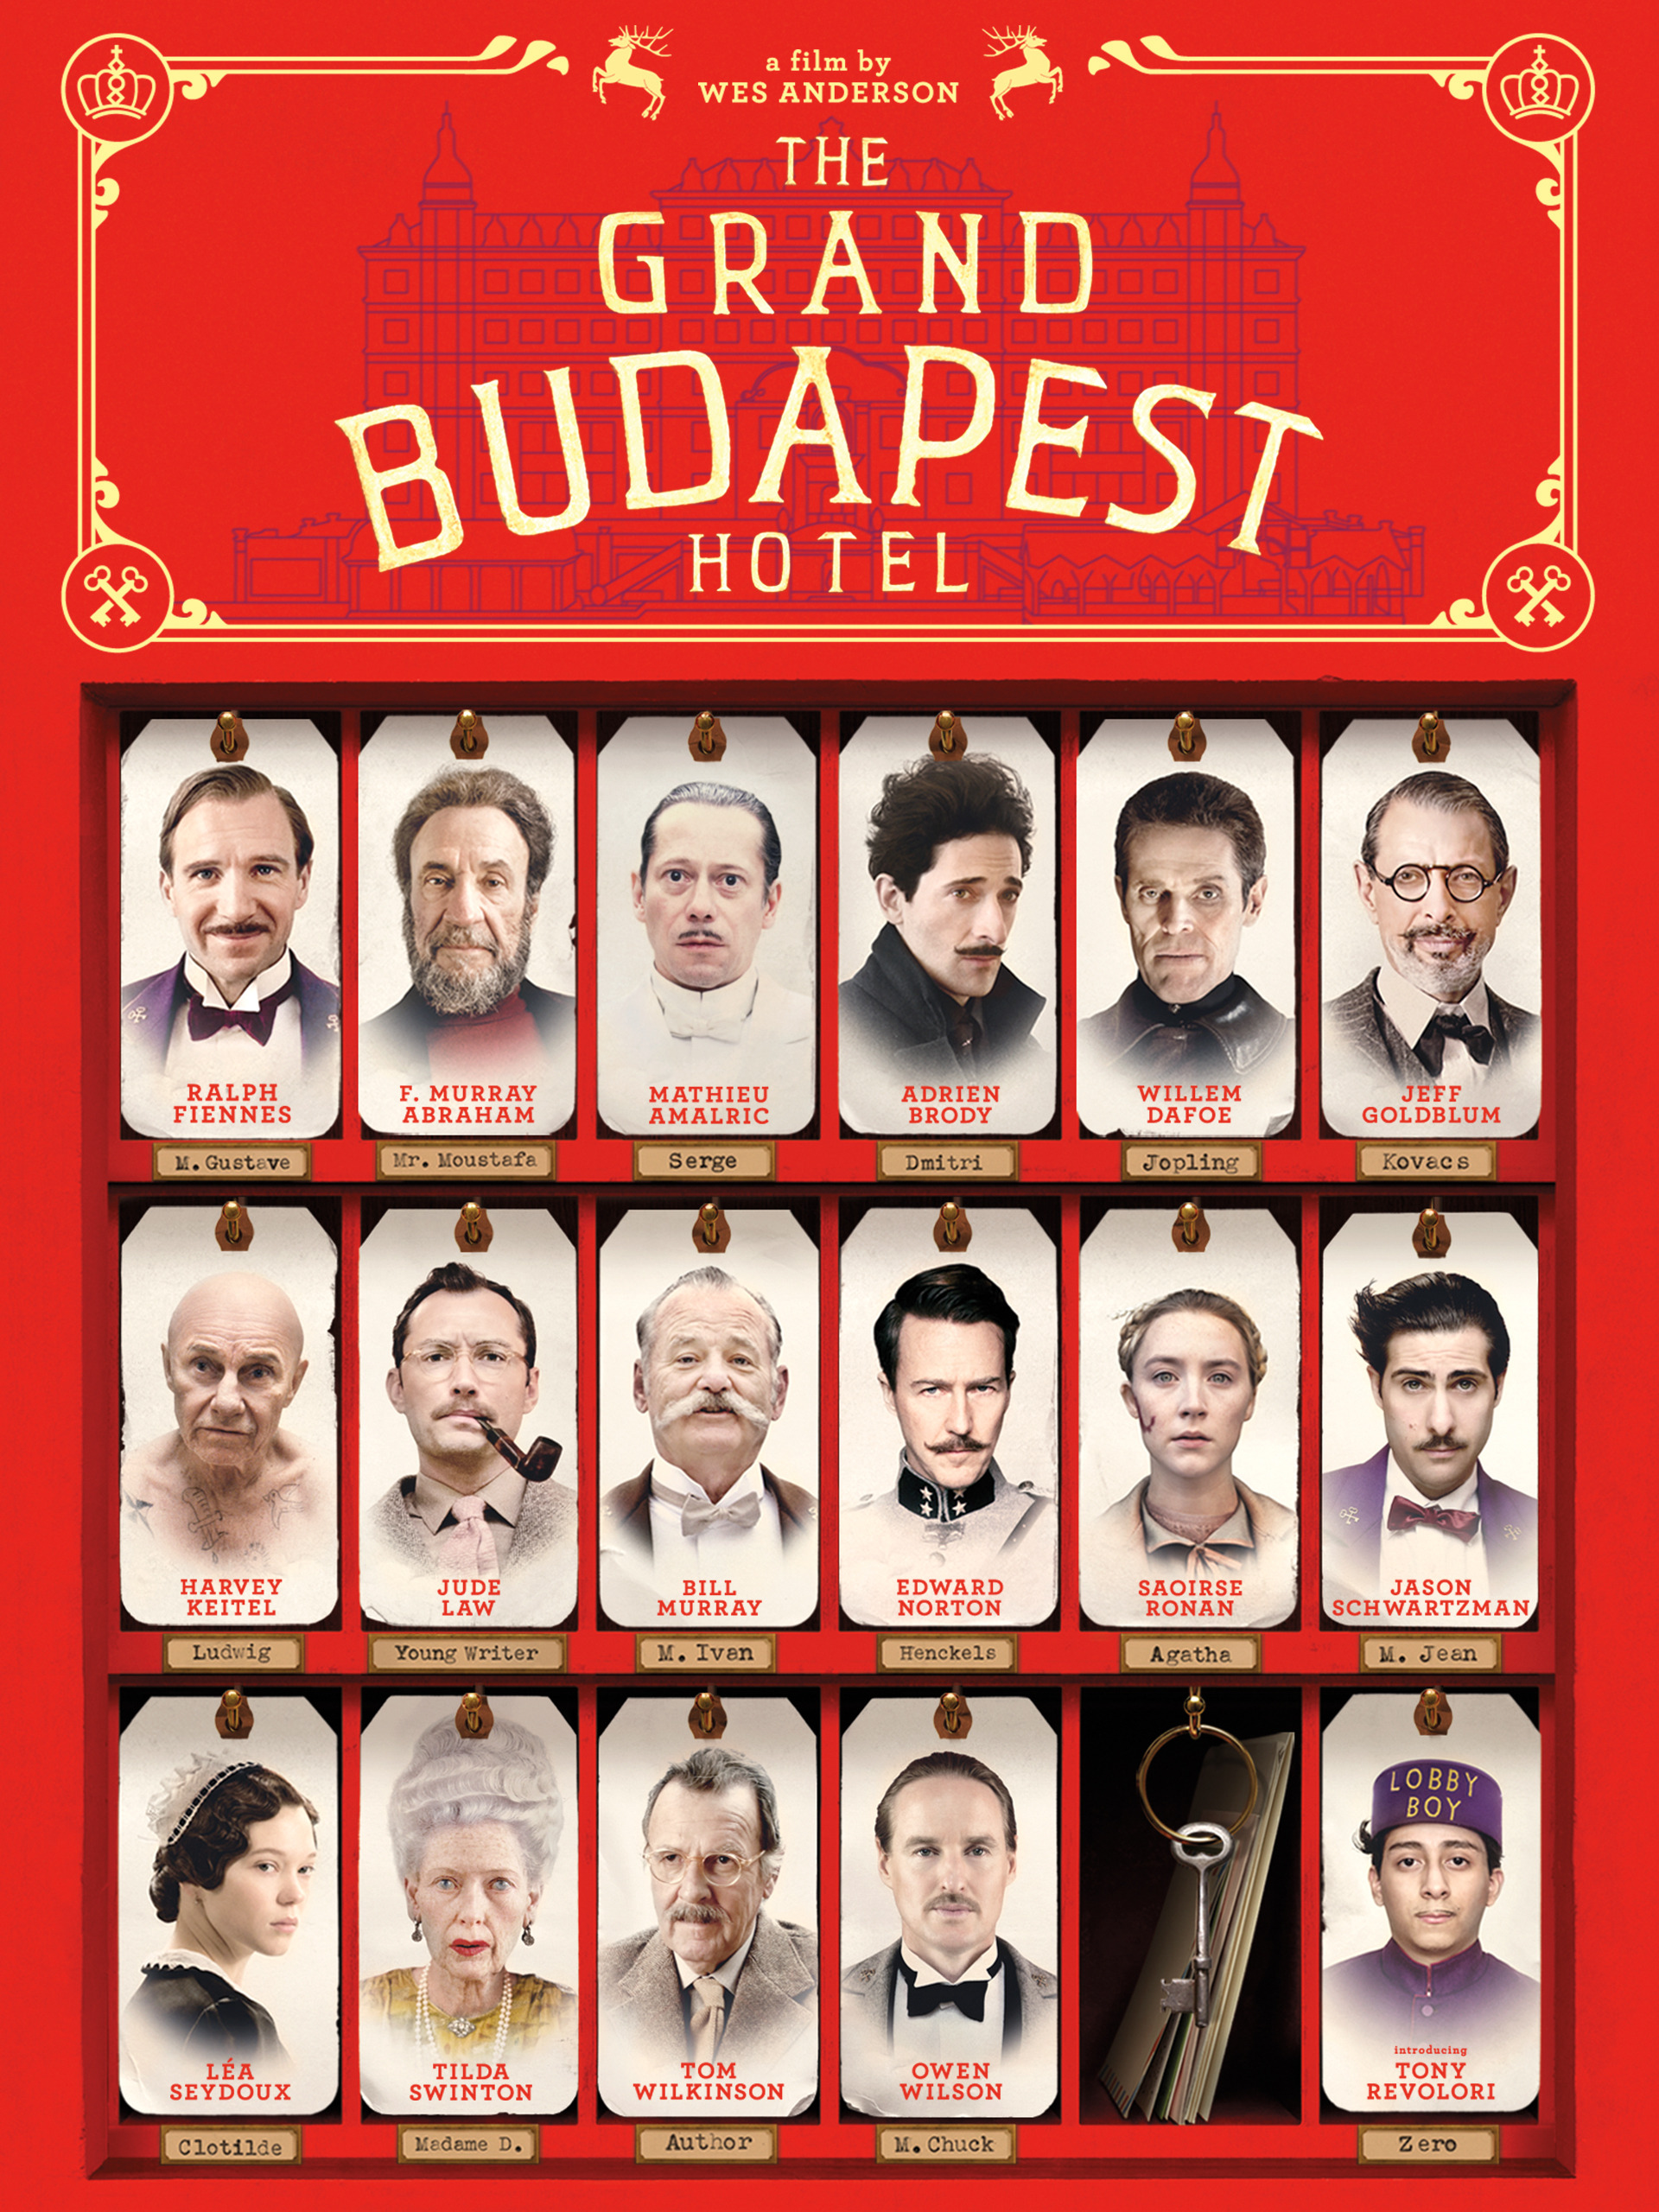 a film by
WES ANDERSON
THE
GRAND
BUDAPEST
HOTEL
RALPH
FIENNES
M. Gustave
F. MURRAY
ABRAHAM
Mr. Moustafa
MATHIEU
AMALRIC
Serge
ADRIEN
BRODY
Dmitri
WILLEM
DAFOE
Jopling
JEFF
GOLDBLUM
Kovacs
HARVEY
KEITEL
Ludwig
JUDE
LAW
Young Writer
BILL
MURRAY
M. Ivan
EDWARD
NORTON
Henckels
SAOIRSE
RONAN
Agatha
JASON
SCHWARTZMAN
M. Jean
LÉA
SEYDOUX
Clotilde
TILDA
SWINTON
Madame D.
TOM
WILKINSON
Author
OWEN
WILSON
M. Chuck
LOBBY
BOY
introducing
TONY
REVOLORI
Zero